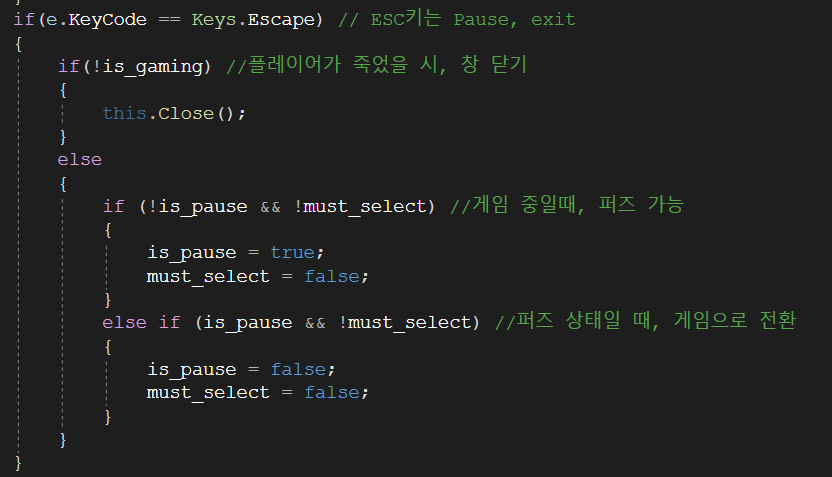 }
if(e.KeyCode == Keys.Escape) // ESC키는 Pause, exit
{
    if(!is_gaming) //플레이어가 죽었을 시, 창 닫기
    {
        this.Close();
    }
    else
    {
        if (!is_pause && !must_select) //게임 중일때, 퍼즈 가능
        {
            is_pause = true;
            must_select = false;
        }
        else if (is_pause && !must_select) //퍼즈 상태일 때, 게임으로 전환
        {
            is_pause = false;
            must_select = false;
        }
    }
}